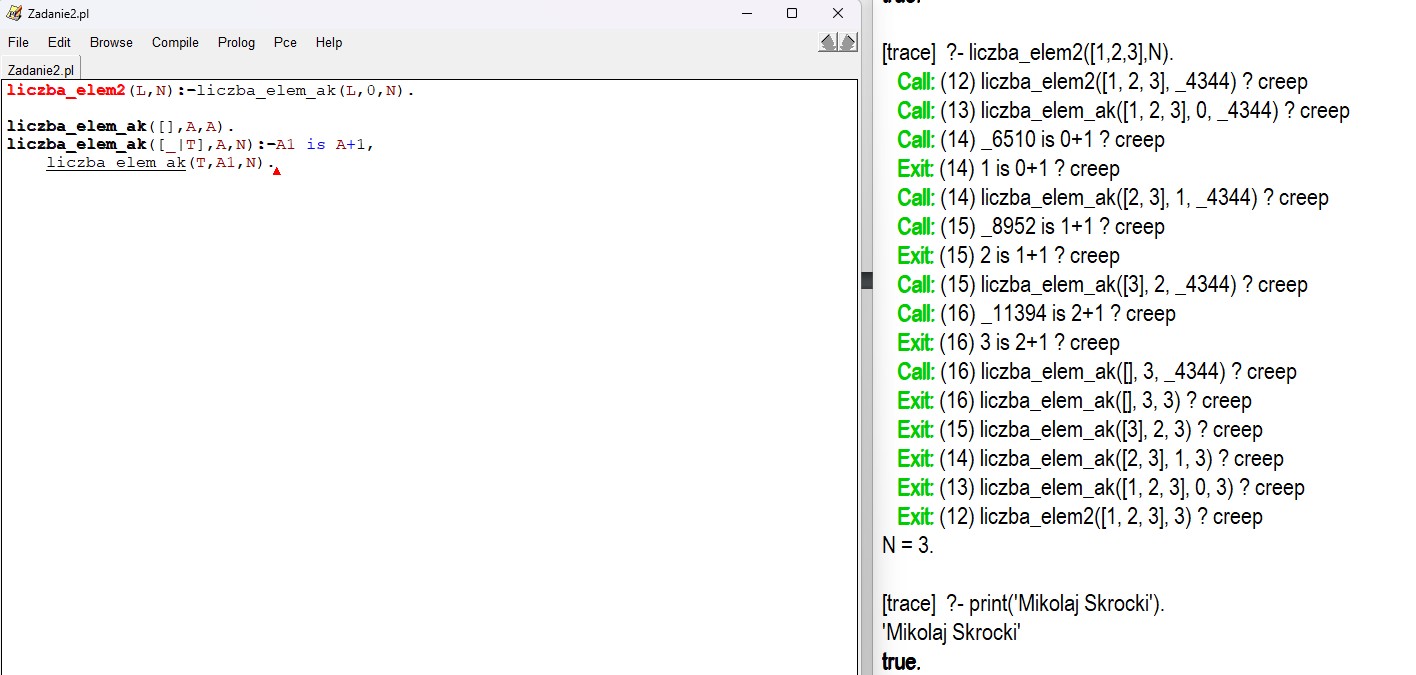 Zadanie2.pl
File Edit Browse Compile Prolog Pce Help
Zadanie2.pl
liczba_elem2(L,N):-liczba_elem_ak(L,0,N).
liczba_elem_ak([],A,A).
liczba_elem_ak([_|T],A,N):-A1 is A+1,
liczba_elem_ak(T,A1,N).
true.
[trace] ?- liczba_elem2([1,2,3],N).
Call: (12) liczba_elem2([1, 2, 3], _4344) ? creep
Call: (13) liczba_elem_ak([1, 2, 3], 0, _4344) ? creep
Call: (14) _6510 is 0+1 ? creep
Exit: (14) 1 is 0+1 ? creep
Call: (14) liczba_elem_ak([2, 3], 1, _4344) ? creep
Call: (15) _8952 is 1+1 ? creep
Exit: (15) 2 is 1+1 ? creep
Call: (15) liczba_elem_ak([3], 2, _4344) ? creep
Call: (16) _11394 is 2+1 ? creep
Exit: (16) 3 is 2+1 ? creep
Call: (16) liczba_elem_ak([], 3, _4344) ? creep
Exit: (16) liczba_elem_ak([], 3, 3) ? creep
Exit: (15) liczba_elem_ak([3], 2, 3) ? creep
Exit: (14) liczba_elem_ak([2, 3], 1, 3) ? creep
Exit: (13) liczba_elem_ak([1, 2, 3], 0, 3) ? creep
Exit: (12) liczba_elem2([1, 2, 3], 3) ? creep
N = 3.
[trace] ?- print('Mikolaj Skrocki').
'Mikolaj Skrocki'
true.